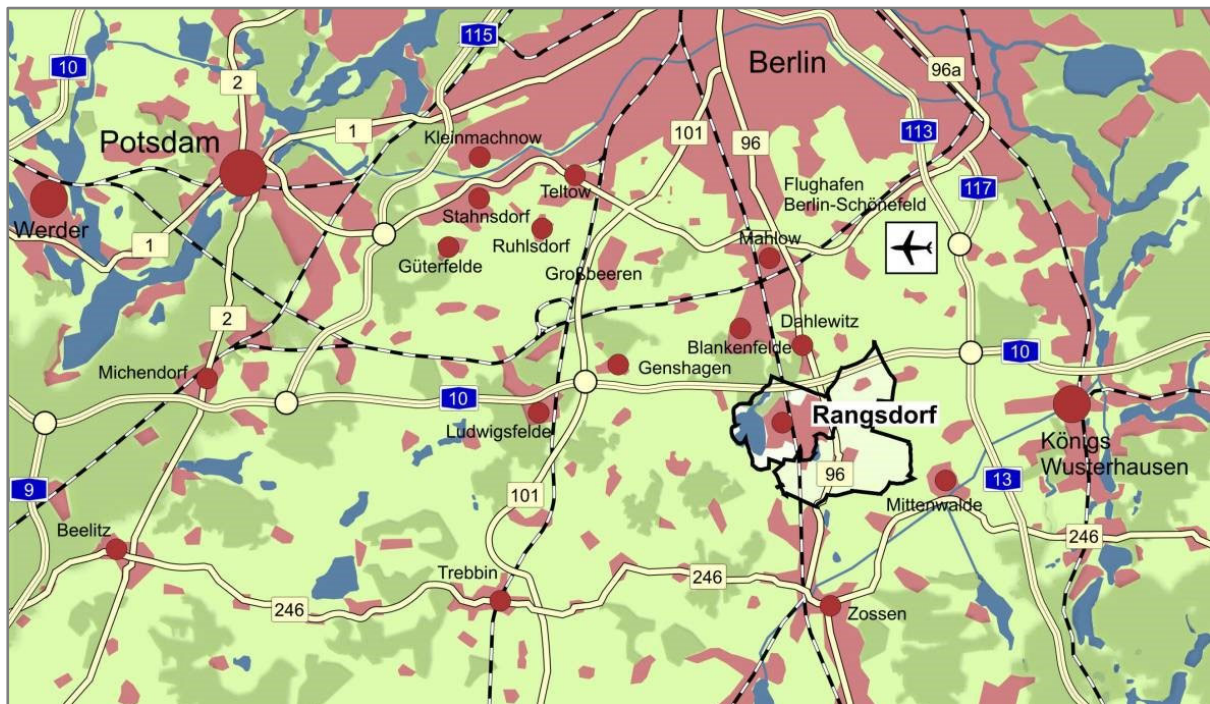 115
10
2
Berlin
96a
1
101
96
113
Potsdam
Kleinmachnow
Teltow
Flughafen
Berlin-Schönefeld
117
Werder
Stahnsdorf
Ruhlsdorf
1
Güterfelde
Großbeeren
Mahlow
2
Dahlewitz
Blankenfelde
10
Michendorf
Genshagen
10
Ludwigsfelde
Rangsdorf
Königs
Wusterhausen
9
101
96
13
Mittenwalde
Beelitz
246
Trebbin
246
246
Zossen